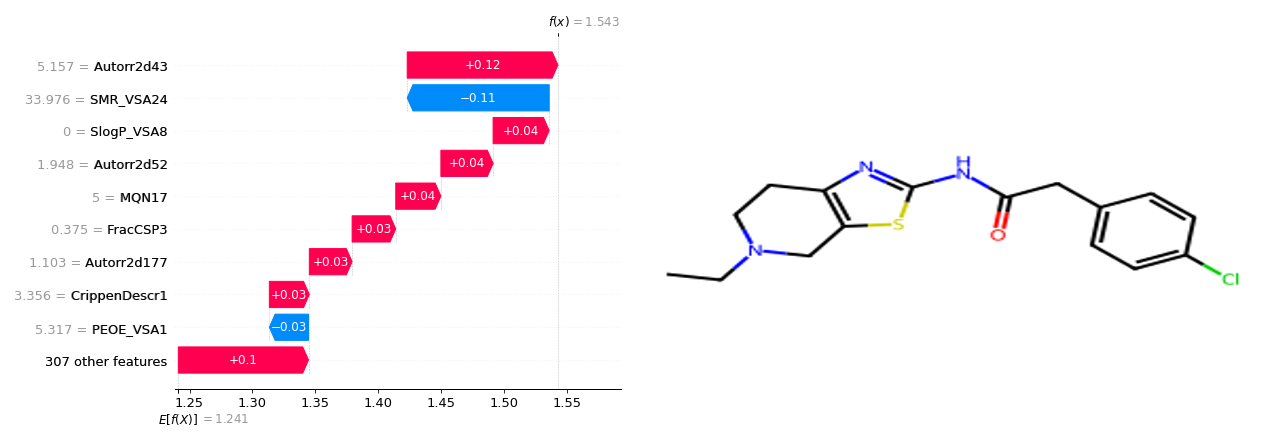 f(x) = 1.543
5.157 = Autorr2d43
+0.12
33.976 = SMR_VSA24
−0.11
0 = SlogP_VSA8
+0.04
1.948 = Autorr2d52
+0.04
5 = MQN17
+0.04
0.375 = FracCSP3
+0.03
1.103 = Autorr2d177
+0.03
3.356 = CrippenDescr1
+0.03
5.317 = PEOE_VSA1
−0.03
307 other features
+0.1
1.25 1.30 1.35 1.40 1.45 1.50 1.55
E[f(X)] = 1.241
N
H
N
S
O
N
Cl